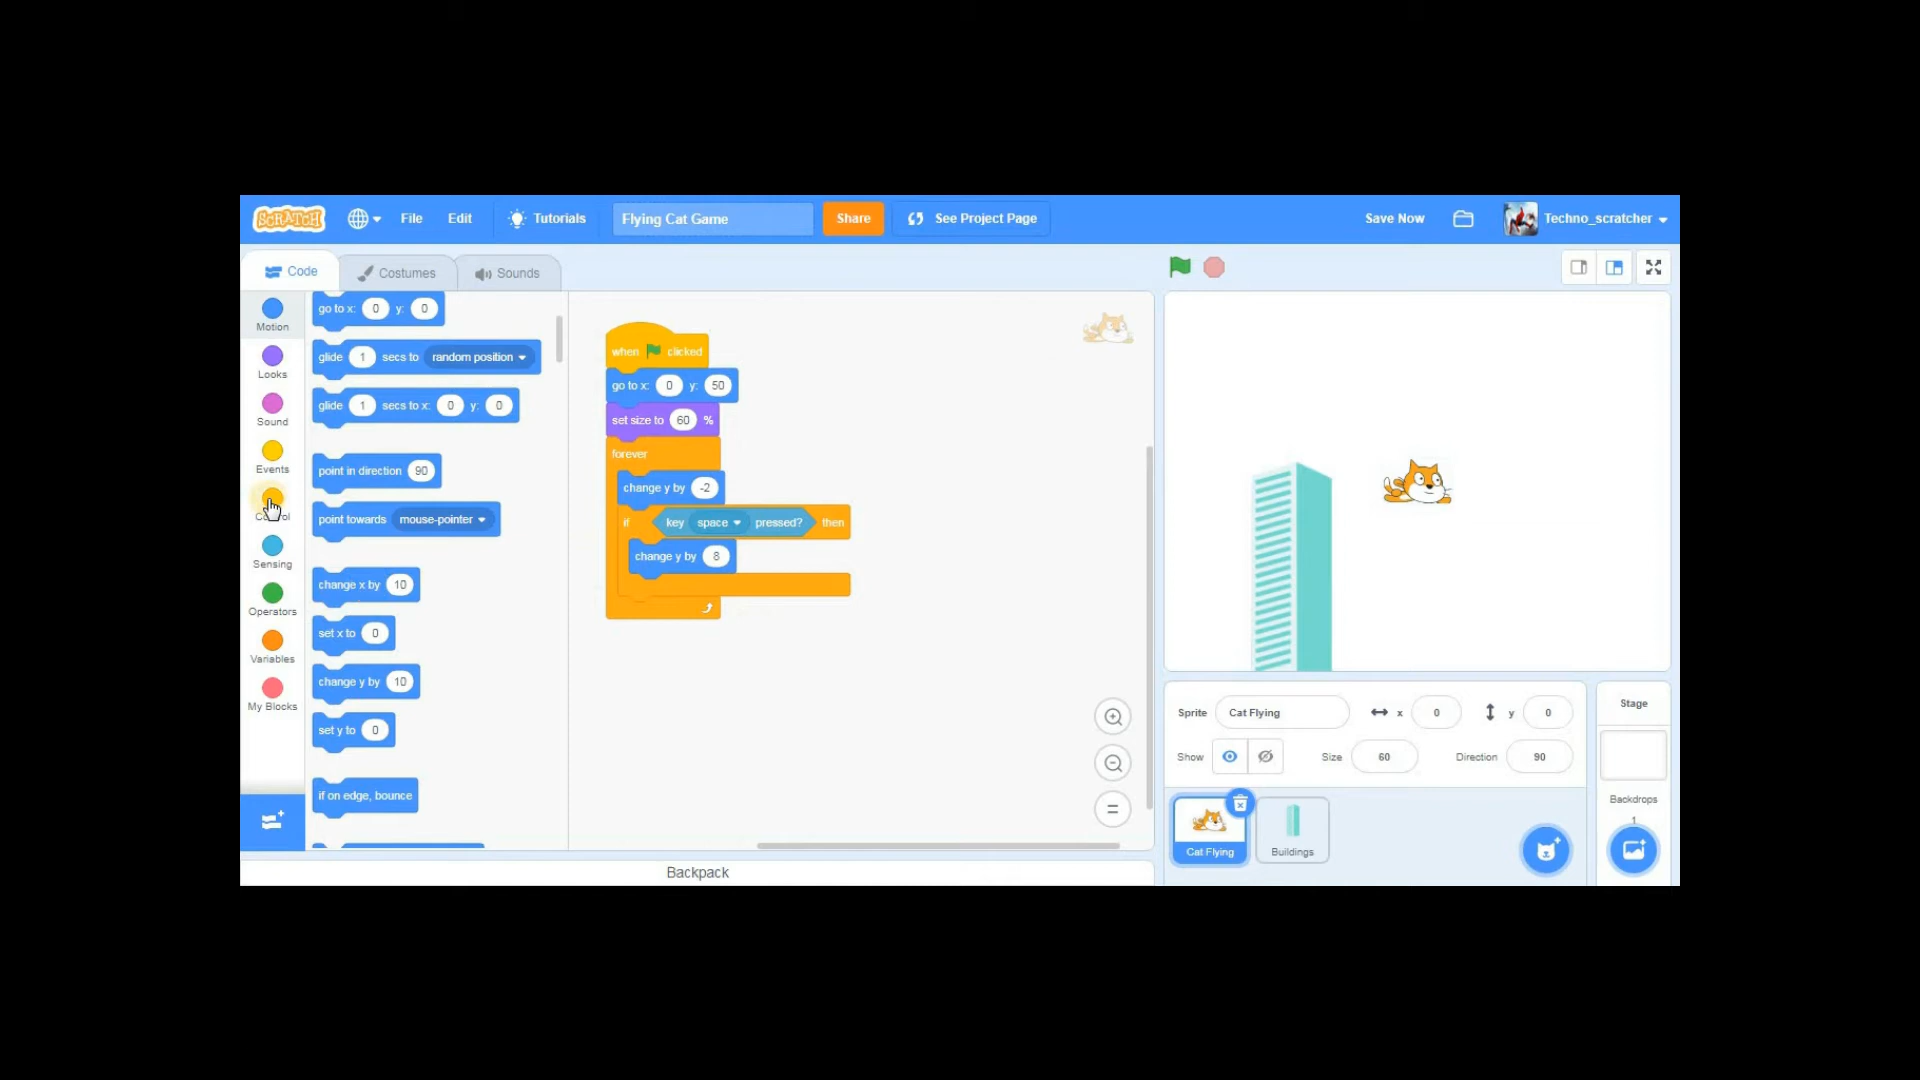 SCRATCH File Edit Tutorials Flying Cat Game Share See Project Page Save Now Techno_scratcher
Code Costumes Sounds
Motion
Looks
Sound
Events
Sensing
Operators
Variables
My Blocks
go to x: 0 y: 0
glide 1 secs to random position
glide 1 secs to x: 0 y: 0
point in direction 90
point towards mouse-pointer
change x by 10
set x to 0
change y by 10
set y to 0
if on edge, bounce
when clicked
go to x: 0 y: 50
set size to 60 %
forever
change y by -2
if key space pressed? then
change y by 8
=
Backpack
Sprite Cat Flying x 0 y 0
Show Size 60 Direction 90
Cat Flying
Buildings
Stage
Backdrops
1